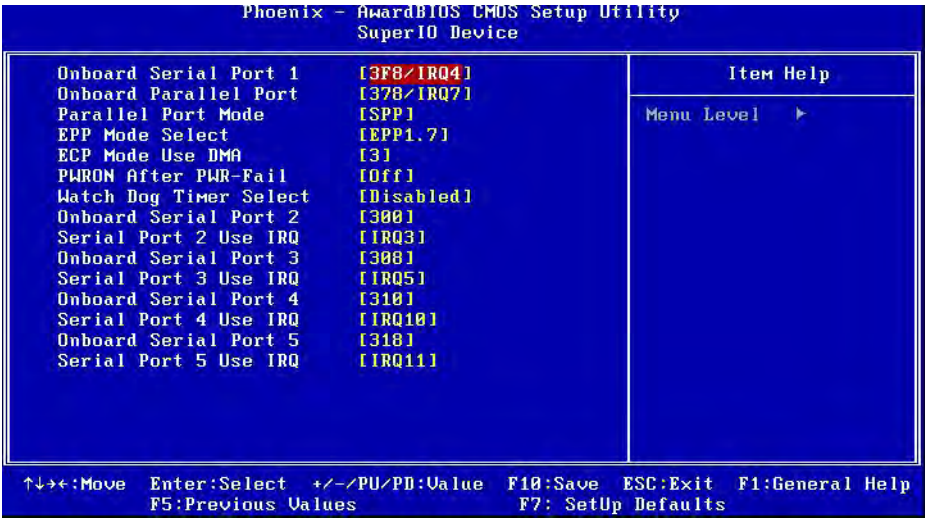 Phoenix - AwardBIOS CMOS Setup Utility
SuperIO Device
Onboard Serial Port 1 [3F8/IRQ4]
Onboard Parallel Port [378/IRQ7]
Parallel Port Mode [SPP]
EPP Mode Select [EPP1.7]
ECP Mode Use DMA [3]
PWRON After PWR-Fail [Off]
Watch Dog Timer Select [Disabled]
Onboard Serial Port 2 [300]
Serial Port 2 Use IRQ [IRQ3]
Onboard Serial Port 3 [308]
Serial Port 3 Use IRQ [IRQ5]
Onboard Serial Port 4 [310]
Serial Port 4 Use IRQ [IRQ10]
Onboard Serial Port 5 [318]
Serial Port 5 Use IRQ [IRQ11]
Item Help
Menu Level ▶
↑↓→←:Move Enter:Select +/-/PU/PD:Value F10:Save ESC:Exit F1:General Help
F5:Previous Values F7: SetUp Defaults